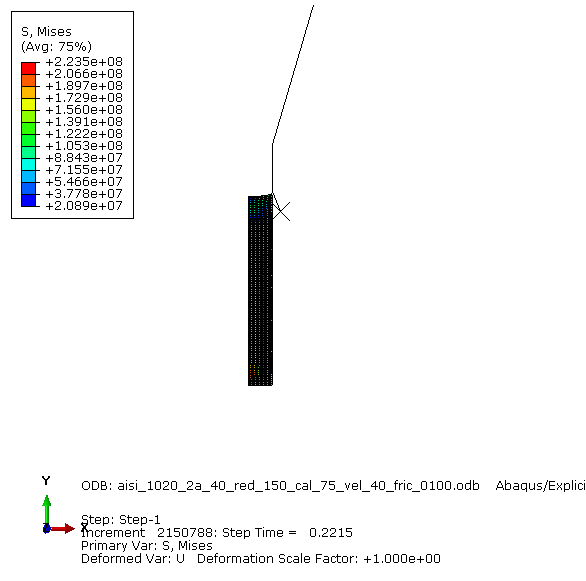 S, Mises
(Avg: 75%)
+2.235e+08
+2.066e+08
+1.897e+08
+1.729e+08
+1.560e+08
+1.391e+08
+1.222e+08
+1.053e+08
+8.843e+07
+7.155e+07
+5.466e+07
+3.778e+07
+2.089e+07
Y
X
ODB: aisi_1020_2a_40_red_150_cal_75_vel_40_fric_0100.odb Abaqus/Explici
Step: Step-1
Increment 2150788: Step Time = 0.2215
Primary Var: S, Mises
Deformed Var: U Deformation Scale Factor: +1.000e+00